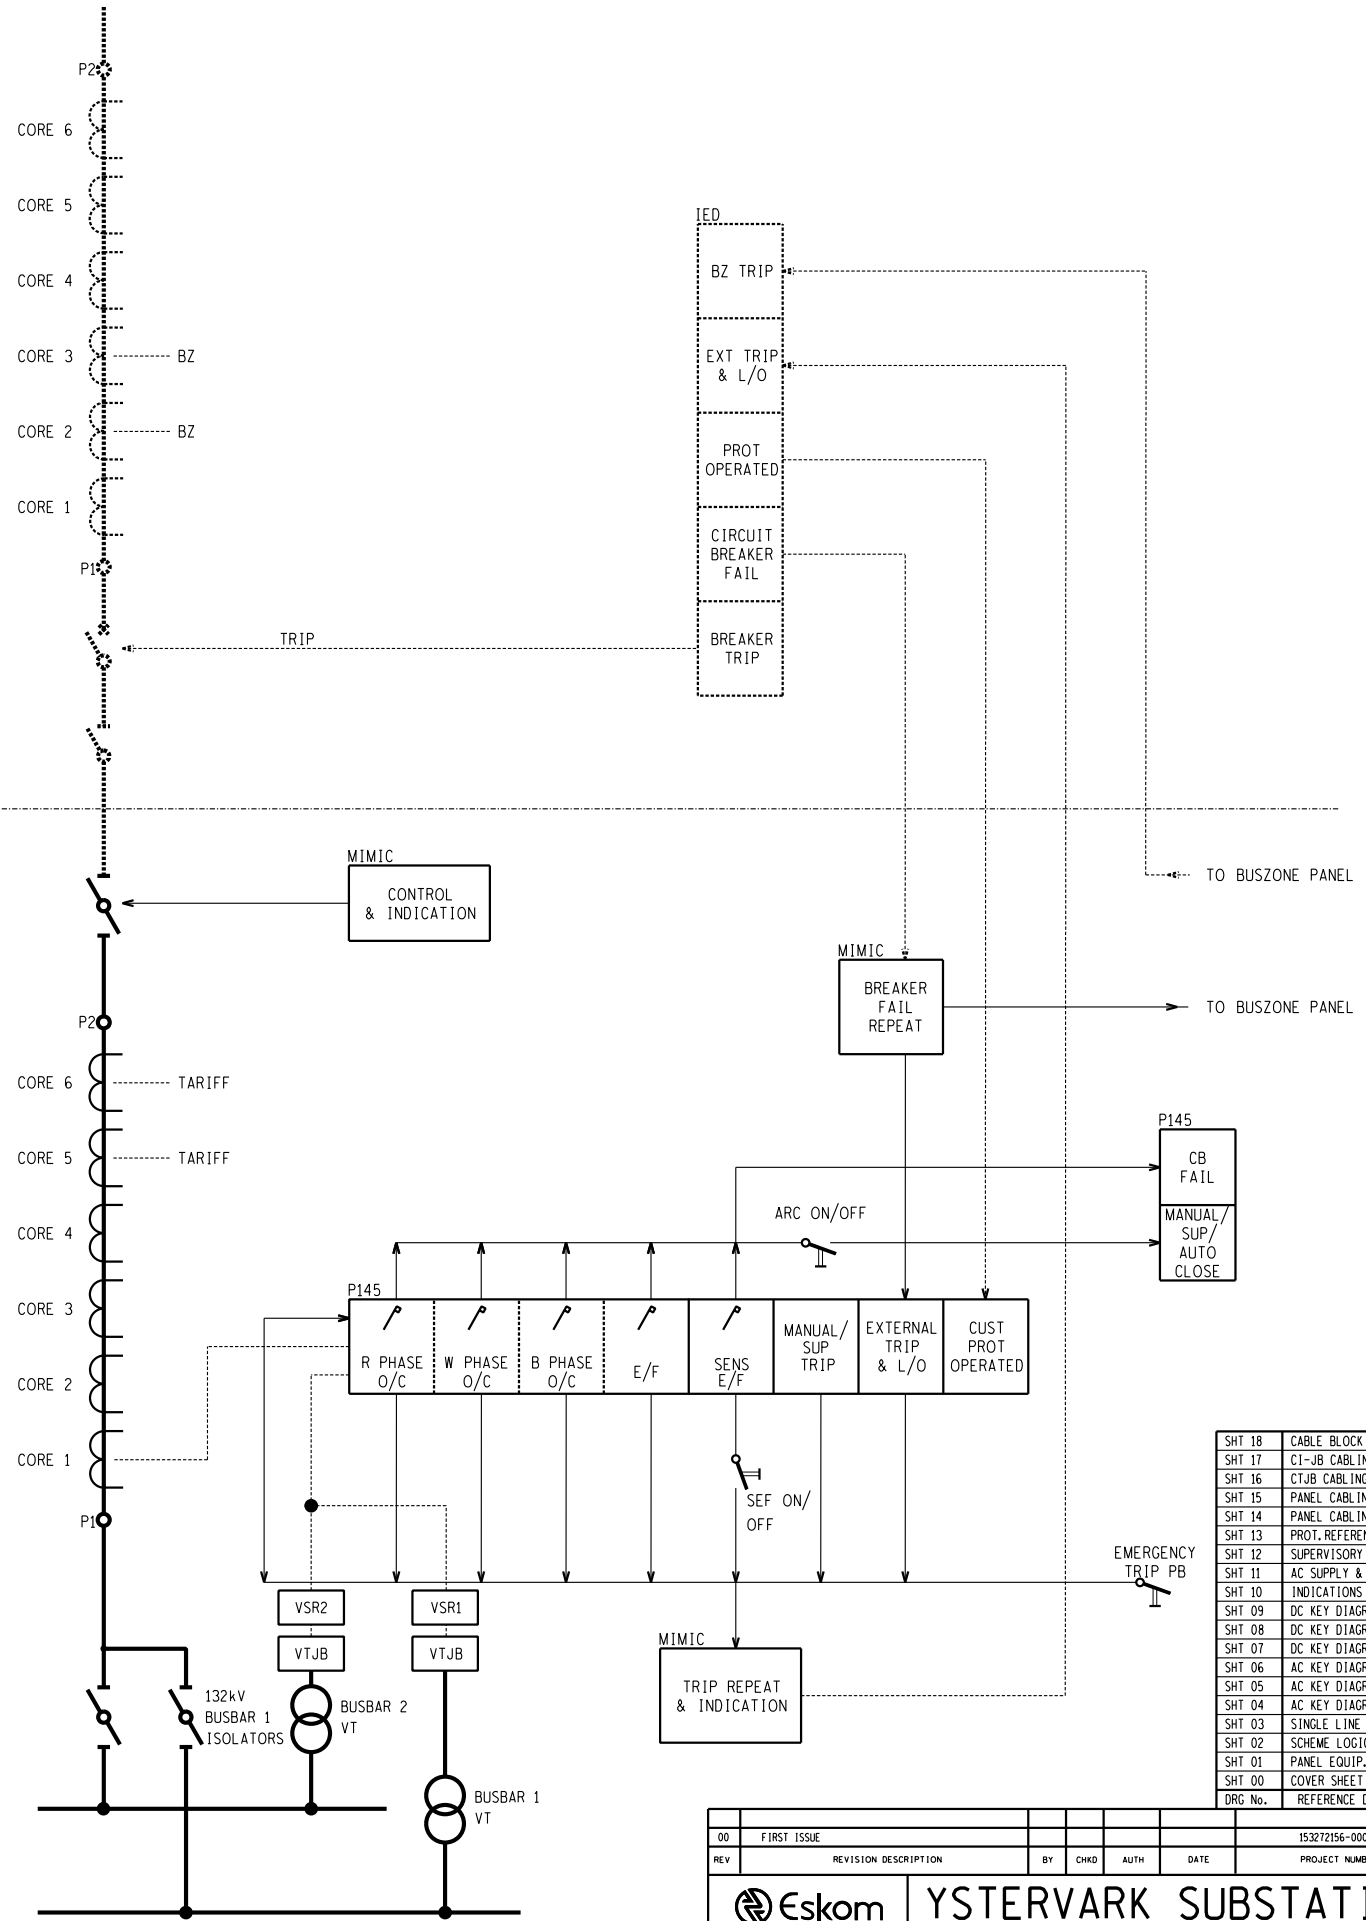 P2
CORE 6
CORE 5
CORE 4
CORE 3
BZ
CORE 2
BZ
CORE 1
P1
IED
BZ TRIP
EXT TRIP
& L/O
PROT
OPERATED
CIRCUIT
BREAKER
FAIL
BREAKER
TRIP
TRIP
MIMIC
CONTROL
& INDICATION
TO BUSZONE PANEL
MIMIC
BREAKER
FAIL
REPEAT
TO BUSZONE PANEL
P2
CORE 6
TARIFF
CORE 5
TARIFF
CORE 4
CORE 3
CORE 2
CORE 1
P1
P145
CB
FAIL
MANUAL/
SUP/
AUTO
CLOSE
ARC ON/OFF
P145
R PHASE
O/C
W PHASE
O/C
B PHASE
O/C
E/F
SENS
E/F
MANUAL/
SUP
TRIP
EXTERNAL
TRIP
& L/O
CUST
PROT
OPERATED
SEF ON/
OFF
EMERGENCY
TRIP PB
VSR2
VSR1
VTJB
VTJB
MIMIC
TRIP REPEAT
& INDICATION
132kV
BUSBAR 1
ISOLATORS
BUSBAR 2
VT
BUSBAR 1
VT
SHT 18 CABLE BLOCK
SHT 17 CI-JB CABLIN
SHT 16 CTJB CABLING
SHT 15 PANEL CABLIN
SHT 14 PANEL CABLIN
SHT 13 PROT.REFEREN
SHT 12 SUPERVISORY
SHT 11 AC SUPPLY &
SHT 10 INDICATIONS
SHT 09 DC KEY DIAGR
SHT 08 DC KEY DIAGR
SHT 07 DC KEY DIAGR
SHT 06 AC KEY DIAGR
SHT 05 AC KEY DIAGR
SHT 04 AC KEY DIAGR
SHT 03 SINGLE LINE
SHT 02 SCHEME LOGIC
SHT 01 PANEL EQUIP.
SHT 00 COVER SHEET
DRG No. REFERENCE D
00 FIRST ISSUE 153272156-000
REV REVISION DESCRIPTION BY CHKD AUTH DATE PROJECT NUMB
Eskom
YSTERVARK SUBSTATI